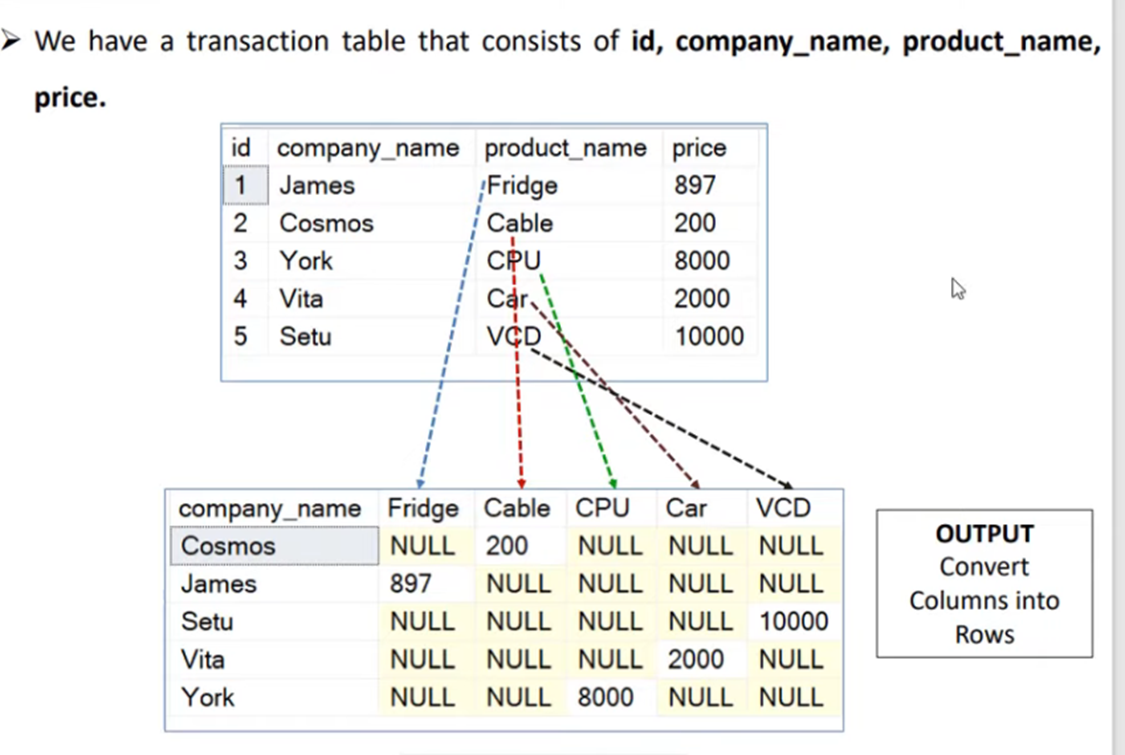 ➤ We have a transaction table that consists of id, company_name, product_name,
price.
id company_name product_name price
1 James Fridge 897
2 Cosmos Cable 200
3 York CPU 8000
4 Vita Car 2000
5 Setu VCD 10000
company_name Fridge Cable CPU Car VCD
Cosmos NULL 200 NULL NULL NULL
James 897 NULL NULL NULL NULL
Setu NULL NULL NULL NULL 10000
Vita NULL NULL NULL 2000 NULL
York NULL NULL 8000 NULL NULL
OUTPUT
Convert
Columns into
Rows